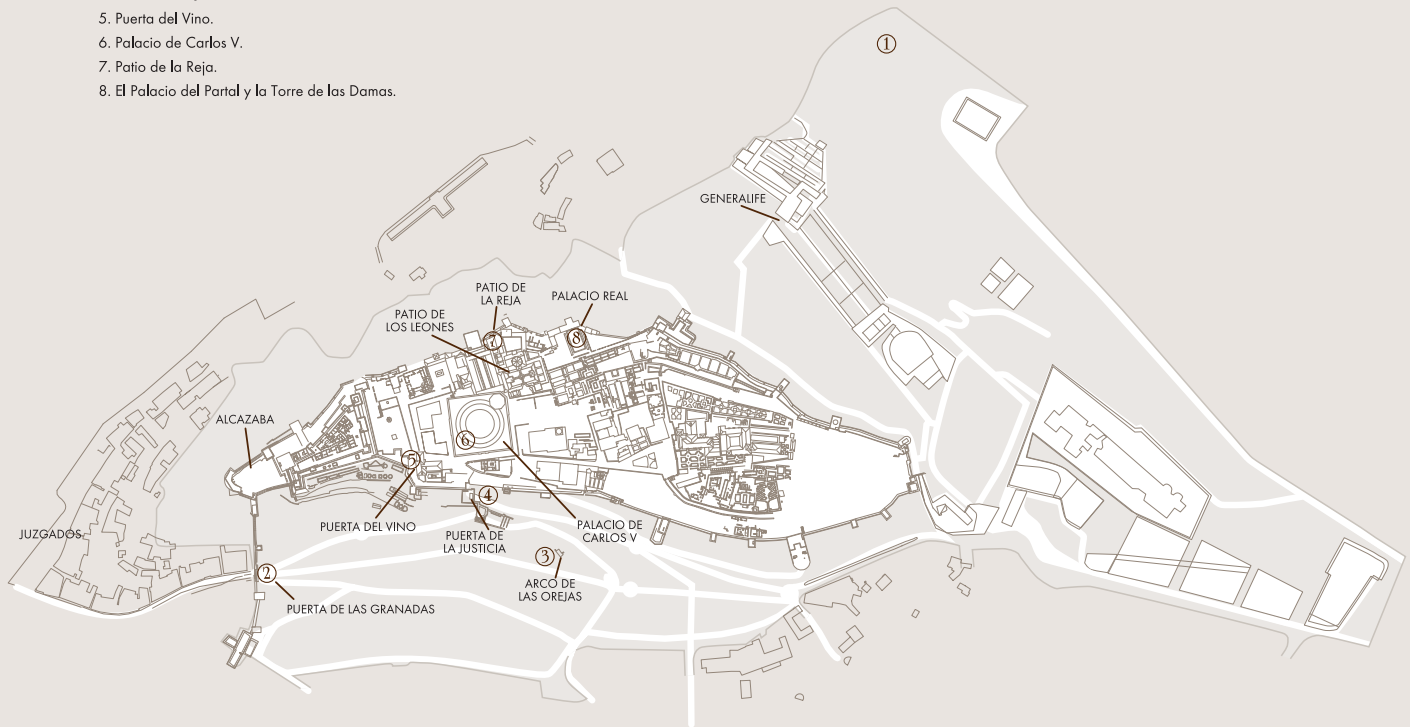 5. Puerta del Vino.
6. Palacio de Carlos V.
7. Patio de la Reja.
8. El Palacio del Partal y la Torre de las Damas.
1
GENERALIFE
PATIO DE
LA REJA
PALACIO REAL
PATIO DE
LOS LEONES
7
8
ALCAZABA
6
5
4
JUZGADOS
PUERTA DEL VINO
PUERTA DE
LA JUSTICIA
PALACIO DE
CARLOS V
3
ARCO DE
LAS OREJAS
2
PUERTA DE LAS GRANADAS